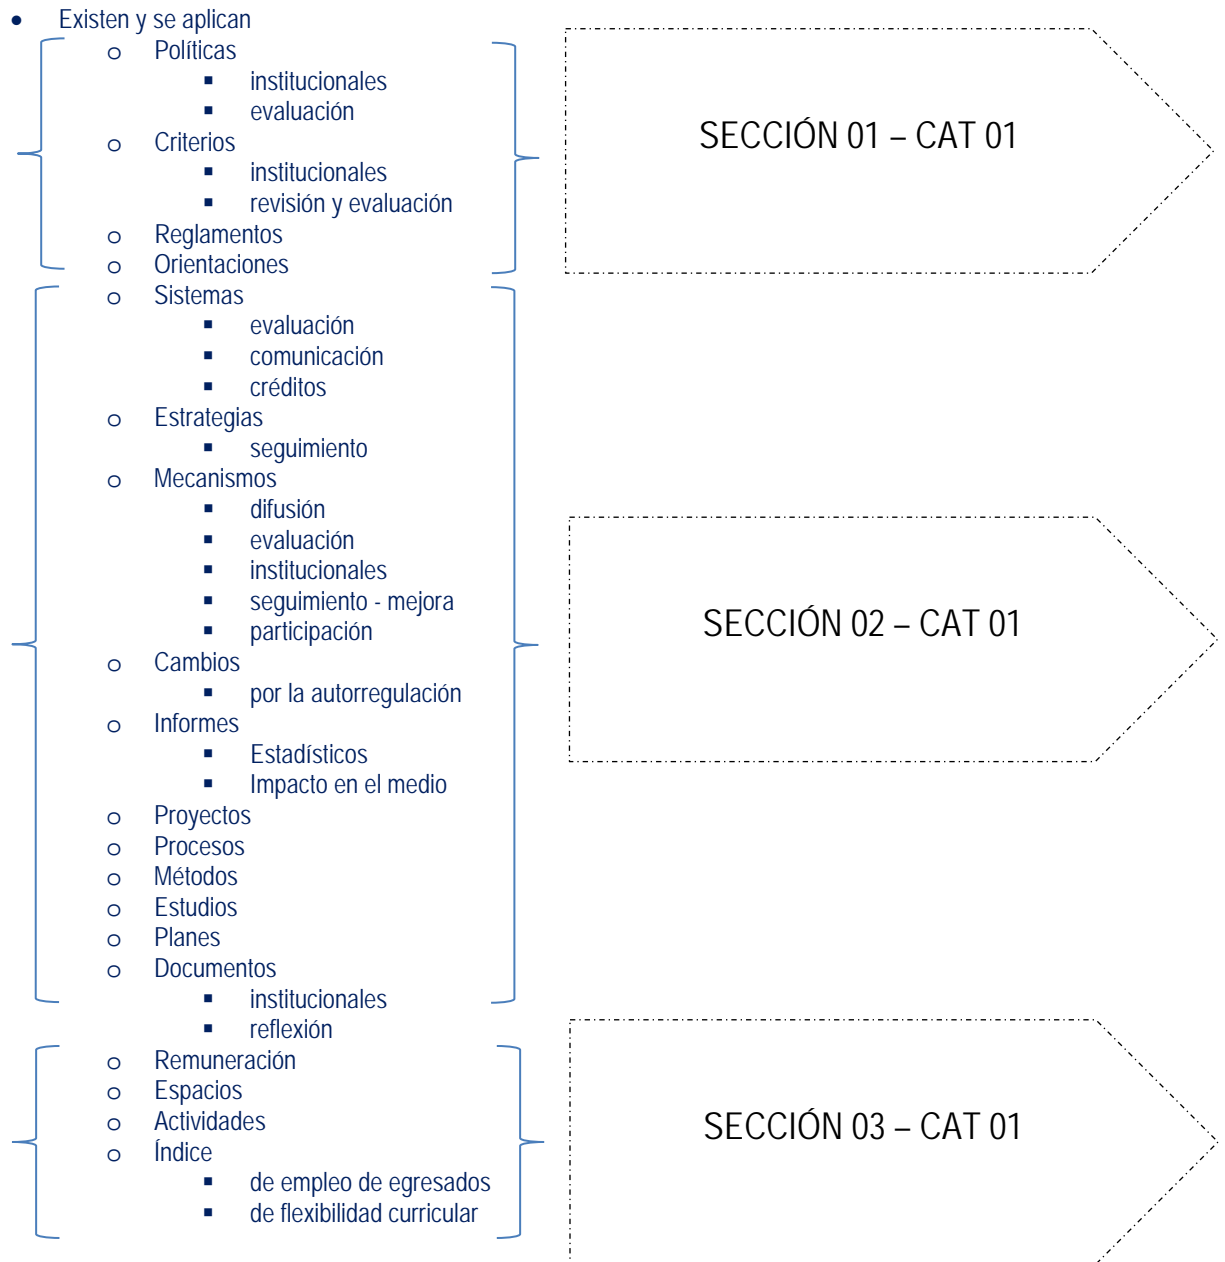 • Existen y se aplican
o Políticas
▪ institucionales
▪ evaluación
o Criterios
▪ institucionales
▪ revisión y evaluación
o Reglamentos
o Orientaciones
SECCIÓN 01 – CAT 01
o Sistemas
▪ evaluación
▪ comunicación
▪ créditos
o Estrategias
▪ seguimiento
o Mecanismos
▪ difusión
▪ evaluación
▪ institucionales
▪ seguimiento - mejora
▪ participación
o Cambios
▪ por la autorregulación
o Informes
▪ Estadísticos
▪ Impacto en el medio
o Proyectos
o Procesos
o Métodos
o Estudios
o Planes
o Documentos
▪ institucionales
▪ reflexión
SECCIÓN 02 – CAT 01
o Remuneración
o Espacios
o Actividades
o Índice
▪ de empleo de egresados
▪ de flexibilidad curricular
SECCIÓN 03 – CAT 01